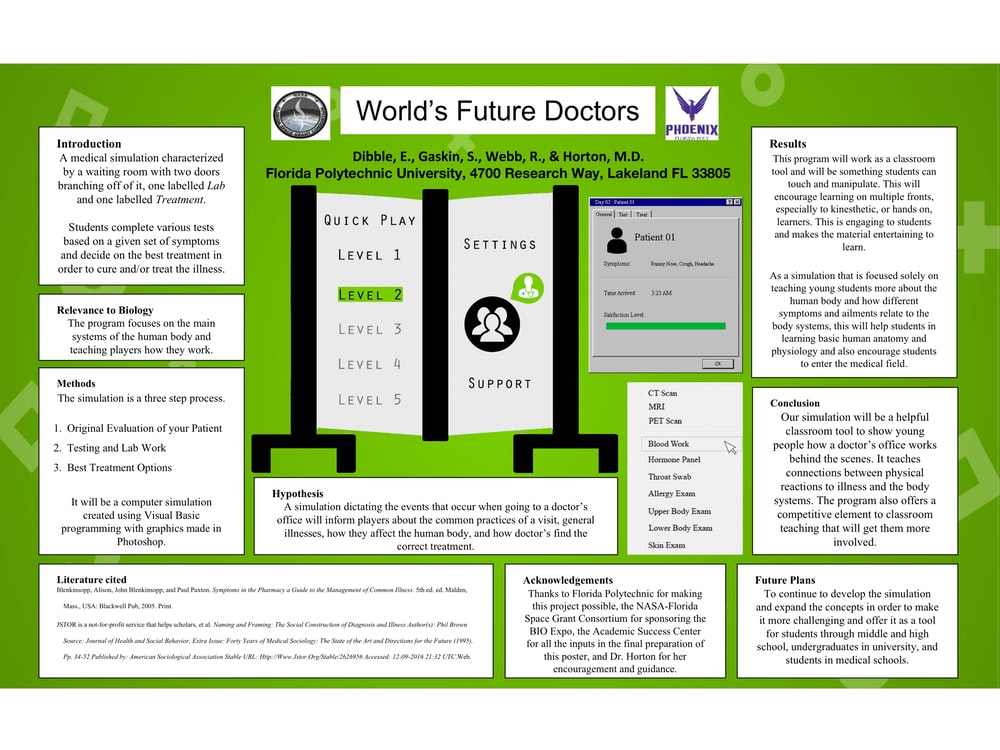 World's Future Doctors
PHOENIX
FLORIDA POLY
Dibble, E., Gaskin, S., Webb, R., & Horton, M.D.
Florida Polytechnic University, 4700 Research Way, Lakeland FL 33805
Introduction
A medical simulation characterized
by a waiting room with two doors
branching off of it, one labelled Lab
and one labelled Treatment.
Students complete various tests
based on a given set of symptoms
and decide on the best treatment in
order to cure and/or treat the illness.
Relevance to Biology
The program focuses on the main
systems of the human body and
teaching players how they work.
Methods
The simulation is a three step process.
1. Original Evaluation of your Patient
2. Testing and Lab Work
3. Best Treatment Options
It will be a computer simulation
created using Visual Basic
programming with graphics made in
Photoshop.
QUICK PLAY
LEVEL 1
LEVEL 2
LEVEL 3
LEVEL 4
LEVEL 5
SETTINGS
SUPPORT
Day 03 : Patient 01
General Test Treat
Patient 01
Symptoms: Runny Nose, Cough, Headache
Time Arrived: 3:23 AM
Satisfaction Level:
OK
CT Scan
MRI
PET Scan
Blood Work
Hormone Panel
Throat Swab
Allergy Exam
Upper Body Exam
Lower Body Exam
Skin Exam
Hypothesis
A simulation dictating the events that occur when going to a doctor's
office will inform players about the common practices of a visit, general
illnesses, how they affect the human body, and how doctor's find the
correct treatment.
Results
This program will work as a classroom
tool and will be something students can
touch and manipulate. This will
encourage learning on multiple fronts,
especially to kinesthetic, or hands on,
learners. This is engaging to students
and makes the material entertaining to
learn.
As a simulation that is focused solely on
teaching young students more about the
human body and how different
symptoms and ailments relate to the
body systems, this will help students in
learning basic human anatomy and
physiology and also encourage students
to enter the medical field.
Conclusion
Our simulation will be a helpful
classroom tool to show young
people how a doctor's office works
behind the scenes. It teaches
connections between physical
reactions to illness and the body
systems. The program also offers a
competitive element to classroom
teaching that will get them more
involved.
Literature cited
Blenkinsopp, Alison, John Blenkinsopp, and Paul Paxton. Symptoms in the Pharmacy a Guide to the Management of Common Illness. 5th ed. ed. Malden,
Mass., USA: Blackwell Pub, 2005. Print.
JSTOR is a not-for-profit service that helps scholars, et al. Naming and Framing: The Social Construction of Diagnosis and Illness Author(s): Phil Brown
Source: Journal of Health and Social Behavior, Extra Issue: Forty Years of Medical Sociology: The State of the Art and Directions for the Future (1995),
Pp. 34-52 Published by: American Sociological Association Stable URL: Http://Www.Jstor.Org/Stable/2626956 Accessed: 12-09-2016 21:32 UTC.Web.
Acknowledgements
Thanks to Florida Polytechnic for making
this project possible, the NASA-Florida
Space Grant Consortium for sponsoring the
BIO Expo, the Academic Success Center
for all the inputs in the final preparation of
this poster, and Dr. Horton for her
encouragement and guidance.
Future Plans
To continue to develop the simulation
and expand the concepts in order to make
it more challenging and offer it as a tool
for students through middle and high
school, undergraduates in university, and
students in medical schools.